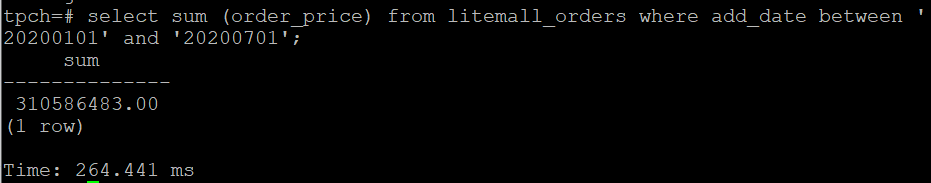 tpch=# select sum (order_price) from litemall_orders where add_date between '
20200101' and '20200701';
sum
--------------
310586483.00
(1 row)
Time: 264.441 ms